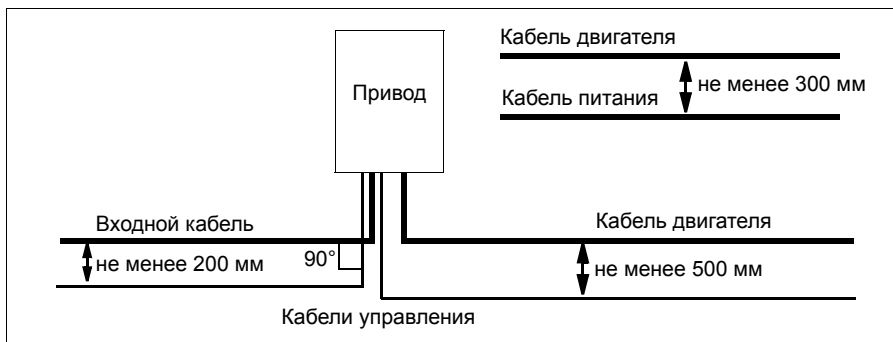 Кабель двигателя
не менее 300 мм
Привод
Кабель питания
Входной кабель
Кабель двигателя
не менее 200 мм
90°
не менее 500 мм
Кабели управления